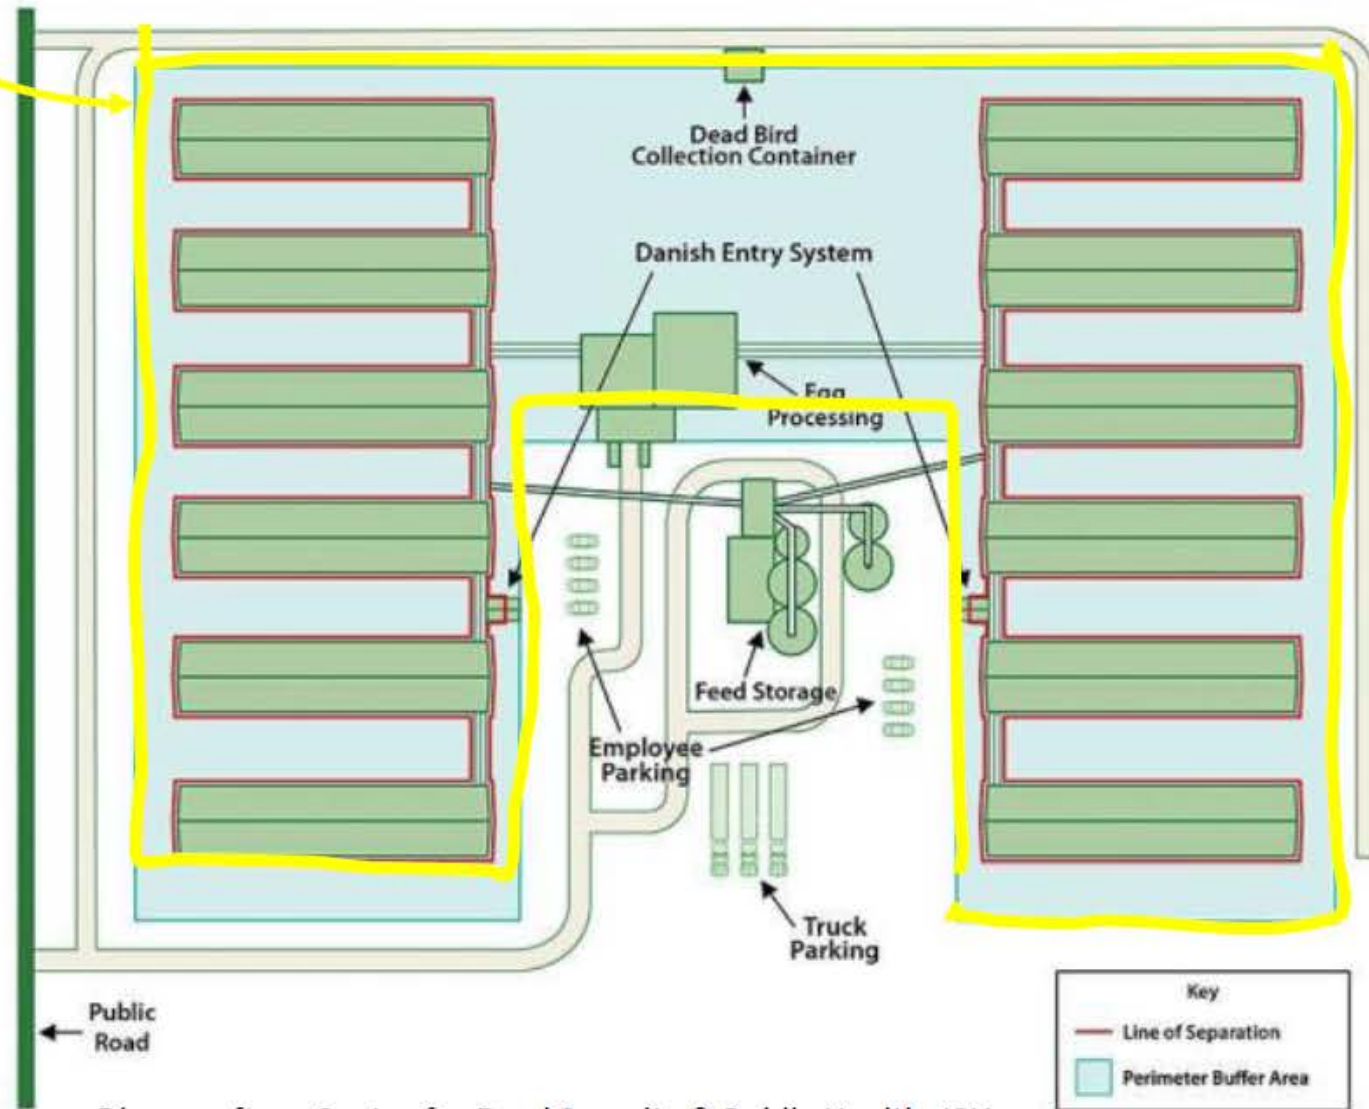 Dead Bird
Collection Container
Danish Entry System
Egg
Processing
Feed Storage
Employee
Parking
Truck
Parking
Public
Road
Key
Line of Separation
Perimeter Buffer Area